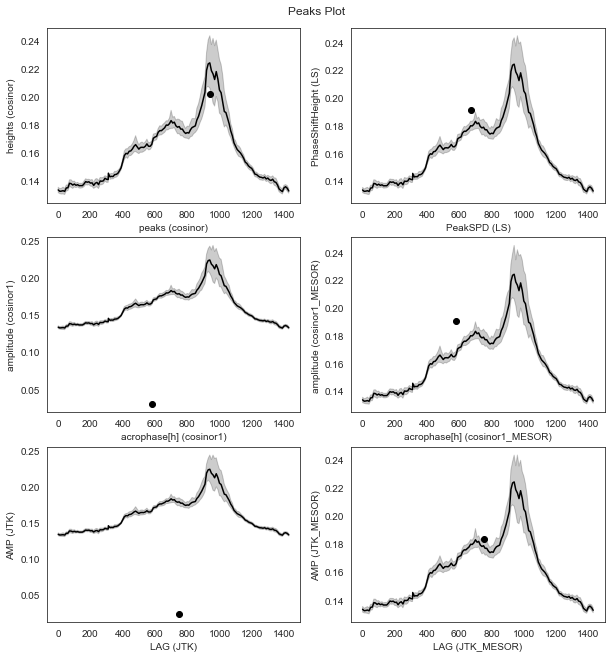 Peaks Plot
heights (cosinor)
0.24
0.22
0.20
0.18
0.16
0.14
0 200 400 600 800 1000 1200 1400
peaks (cosinor)
PhaseShiftHeight (LS)
0.24
0.22
0.20
0.18
0.16
0.14
0 200 400 600 800 1000 1200 1400
PeakSPD (LS)
amplitude (cosinor1)
0.25
0.20
0.15
0.10
0.05
0 200 400 600 800 1000 1200 1400
acrophase[h] (cosinor1)
amplitude (cosinor1_MESOR)
0.24
0.22
0.20
0.18
0.16
0.14
0 200 400 600 800 1000 1200 1400
acrophase[h] (cosinor1_MESOR)
AMP (JTK)
0.25
0.20
0.15
0.10
0.05
0 200 400 600 800 1000 1200 1400
LAG (JTK)
AMP (JTK_MESOR)
0.24
0.22
0.20
0.18
0.16
0.14
0 200 400 600 800 1000 1200 1400
LAG (JTK_MESOR)